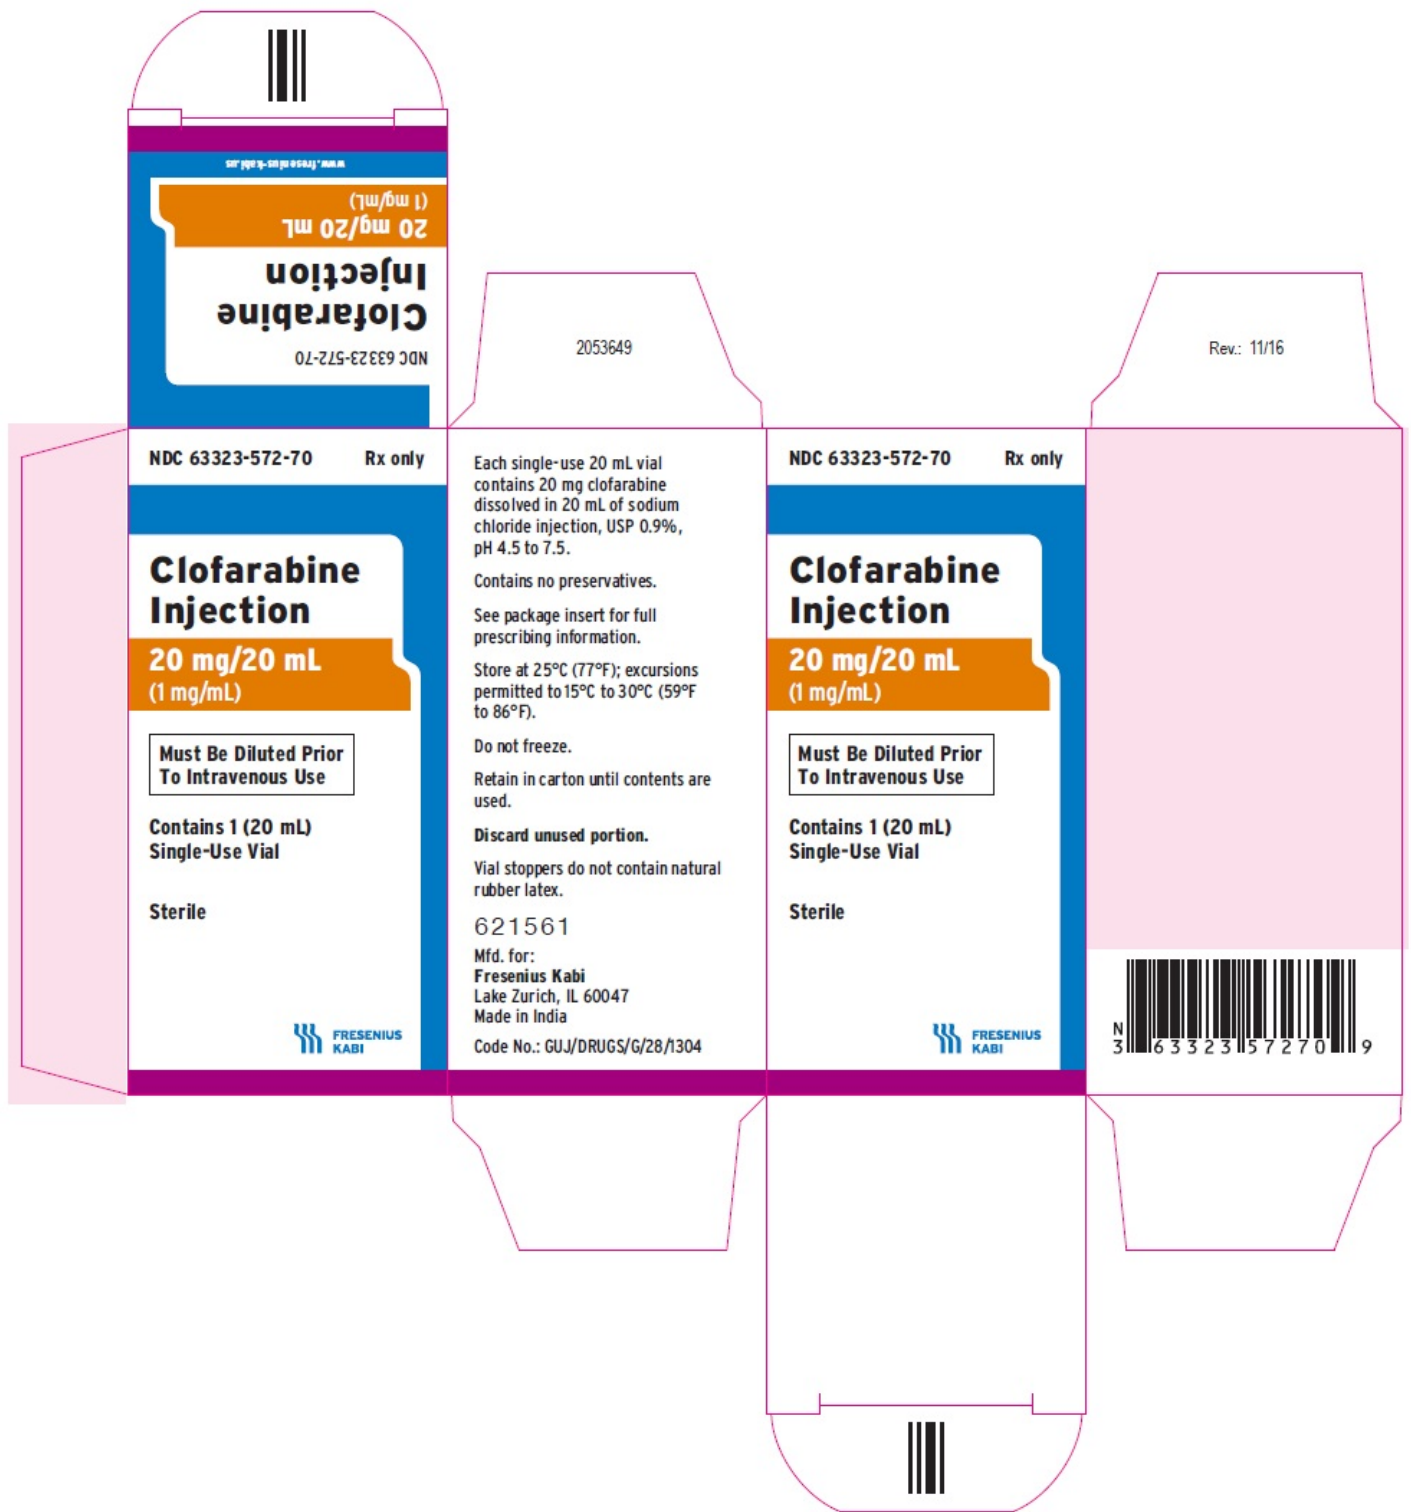 www.fresenius-kabi.us
20 mg/20 mL
(1 mg/mL)
Clofarabine
Injection
NDC 63323-572-70
2053649
Rev.: 11/16
NDC 63323-572-70 Rx only
Clofarabine
Injection
20 mg/20 mL
(1 mg/mL)
Must Be Diluted Prior
To Intravenous Use
Contains 1 (20 mL)
Single-Use Vial
Sterile
FRESENIUS
KABI
Each single-use 20 mL vial
contains 20 mg clofarabine
dissolved in 20 mL of sodium
chloride injection, USP 0.9%,
pH 4.5 to 7.5.
Contains no preservatives.
See package insert for full
prescribing information.
Store at 25°C (77°F); excursions
permitted to 15°C to 30°C (59°F
to 86°F).
Do not freeze.
Retain in carton until contents are
used.
Discard unused portion.
Vial stoppers do not contain natural
rubber latex.
621561
Mfd. for:
Fresenius Kabi
Lake Zurich, IL 60047
Made in India
Code No.: GUJ/DRUGS/G/28/1304
NDC 63323-572-70 Rx only
Clofarabine
Injection
20 mg/20 mL
(1 mg/mL)
Must Be Diluted Prior
To Intravenous Use
Contains 1 (20 mL)
Single-Use Vial
Sterile
FRESENIUS
KABI
N
3 63323 57270 9